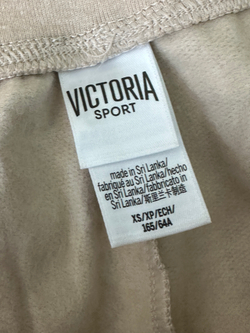 VICTORIA
SPORT
made in Sri Lanka/
fabriqué au Sri Lanka/hecho
en Sri Lanka/fabbricato in
Sri Lanka/斯里兰卡制造
XS/XP/ECH/
165/64A